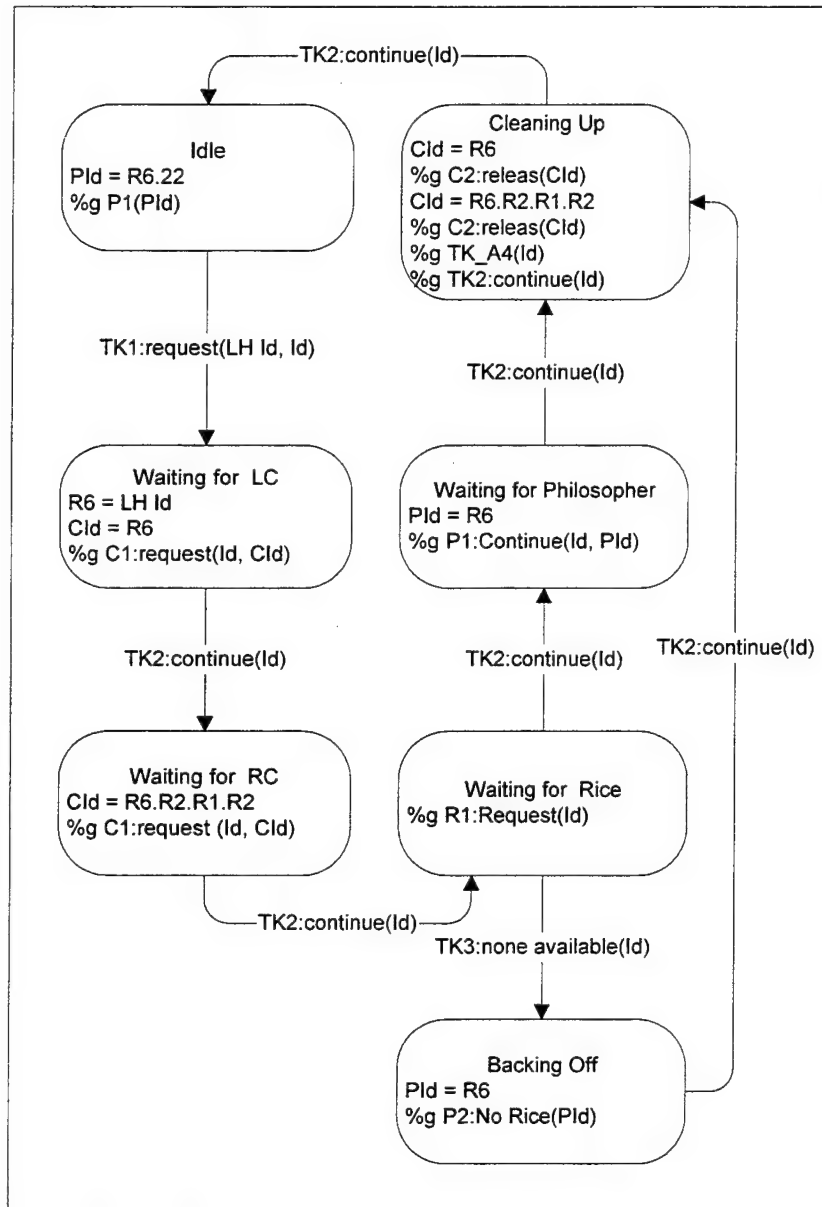 TK2:continue(Id)
Idle
PId = R6.22
%g P1(PId)
Cleaning Up
CId = R6
%g C2:releas(CId)
CId = R6.R2.R1.R2
%g C2:releas(CId)
%g TK_A4(Id)
%g TK2:continue(Id)
TK1:request(LH Id, Id)
TK2:continue(Id)
Waiting for LC
R6 = LH Id
CId = R6
%g C1:request(Id, CId)
Waiting for Philosopher
PId = R6
%g P1:Continue(Id, PId)
TK2:continue(Id)
TK2:continue(Id)
TK2:continue(Id)
Waiting for RC
CId = R6.R2.R1.R2
%g C1:request (Id, CId)
Waiting for Rice
%g R1:Request(Id)
TK2:continue(Id)
TK3:none available(Id)
Backing Off
PId = R6
%g P2:No Rice(PId)